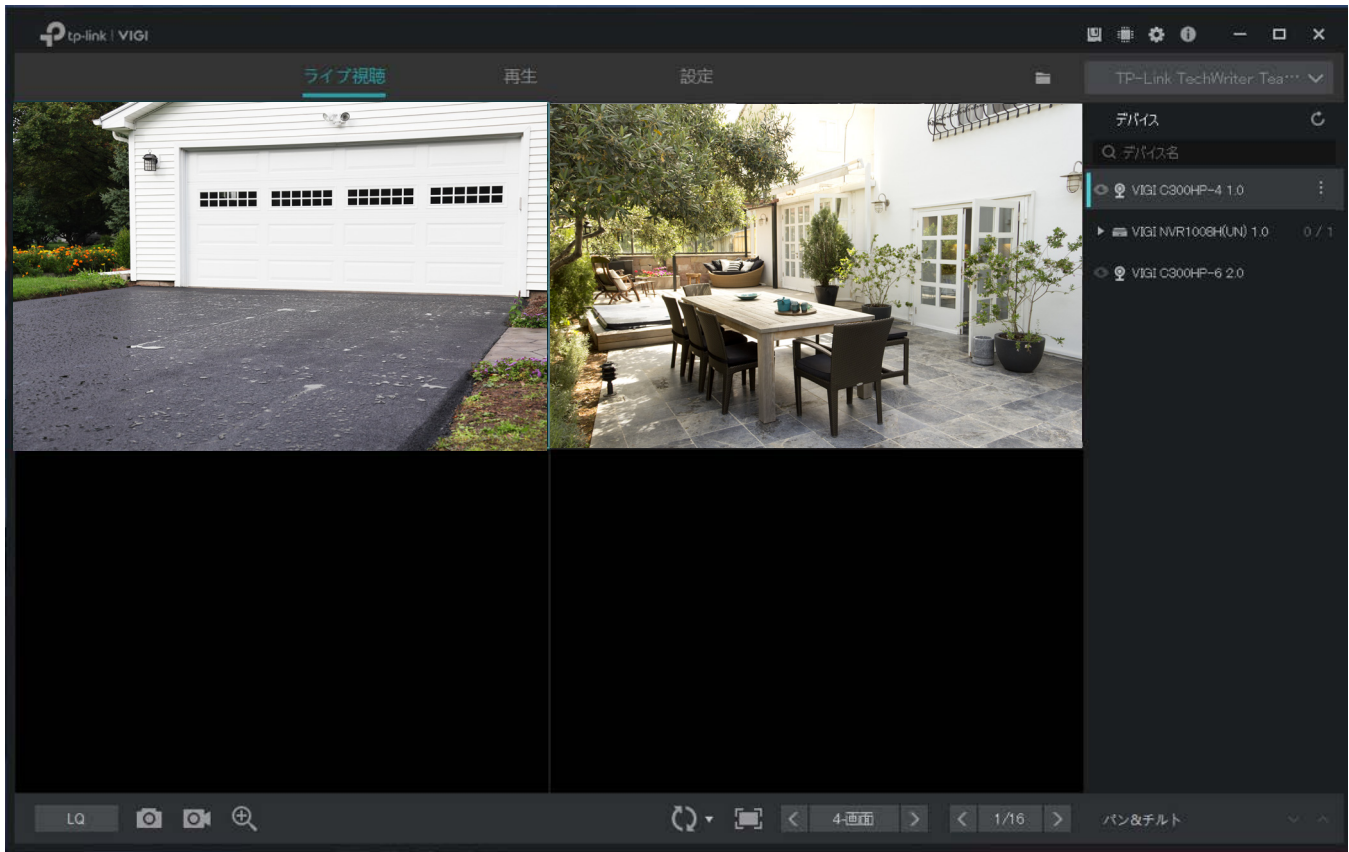 tp-link | VIGI
ライブ視聴 再生 設定 TP-Link TechWriter Tea…
デバイス
デバイス名
VIGI C300HP-4 1.0
VIGI NVR1008H(UN) 1.0 0 / 1
VIGI C300HP-6 2.0
LQ 4-画面 1/16 パン&チルト